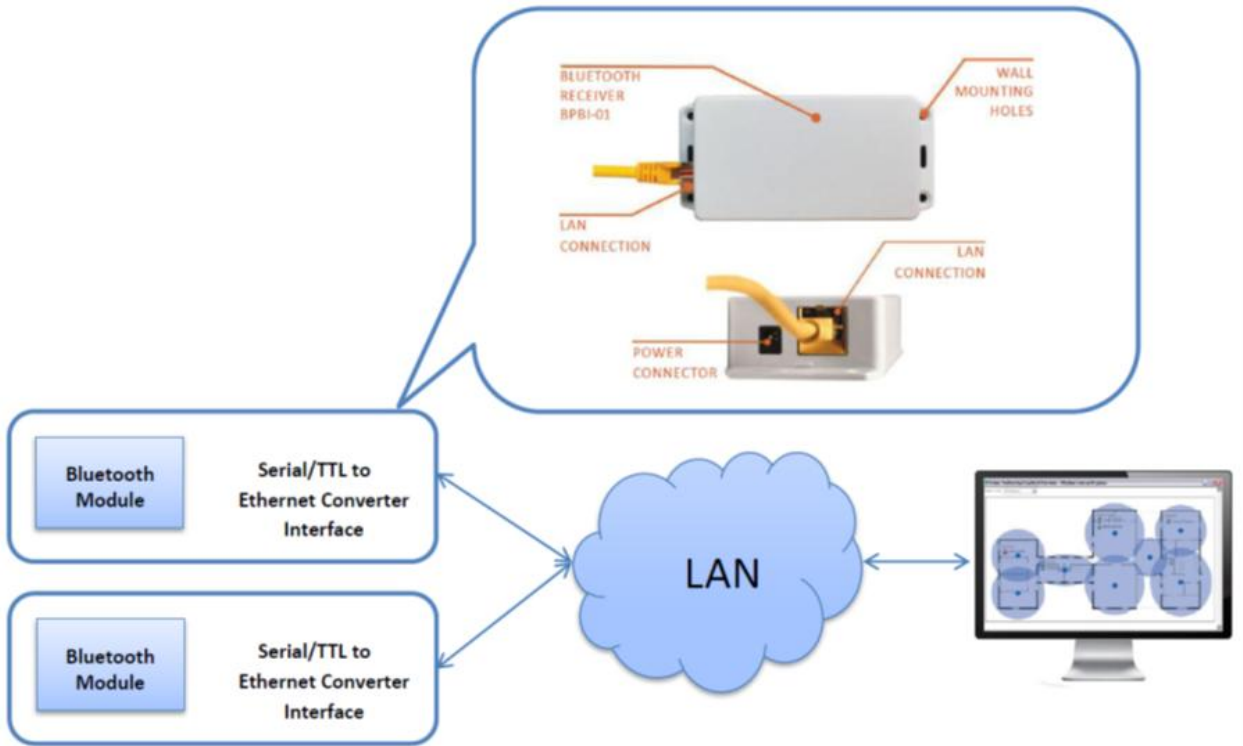 BLUETOOTH
RECEIVER
BPBI-01
WALL
MOUNTING
HOLES
LAN
CONNECTION
LAN
CONNECTION
POWER
CONNECTOR
Bluetooth
Module
Serial/TTL to
Ethernet Converter
Interface
LAN
Bluetooth
Module
Serial/TTL to
Ethernet Converter
Interface